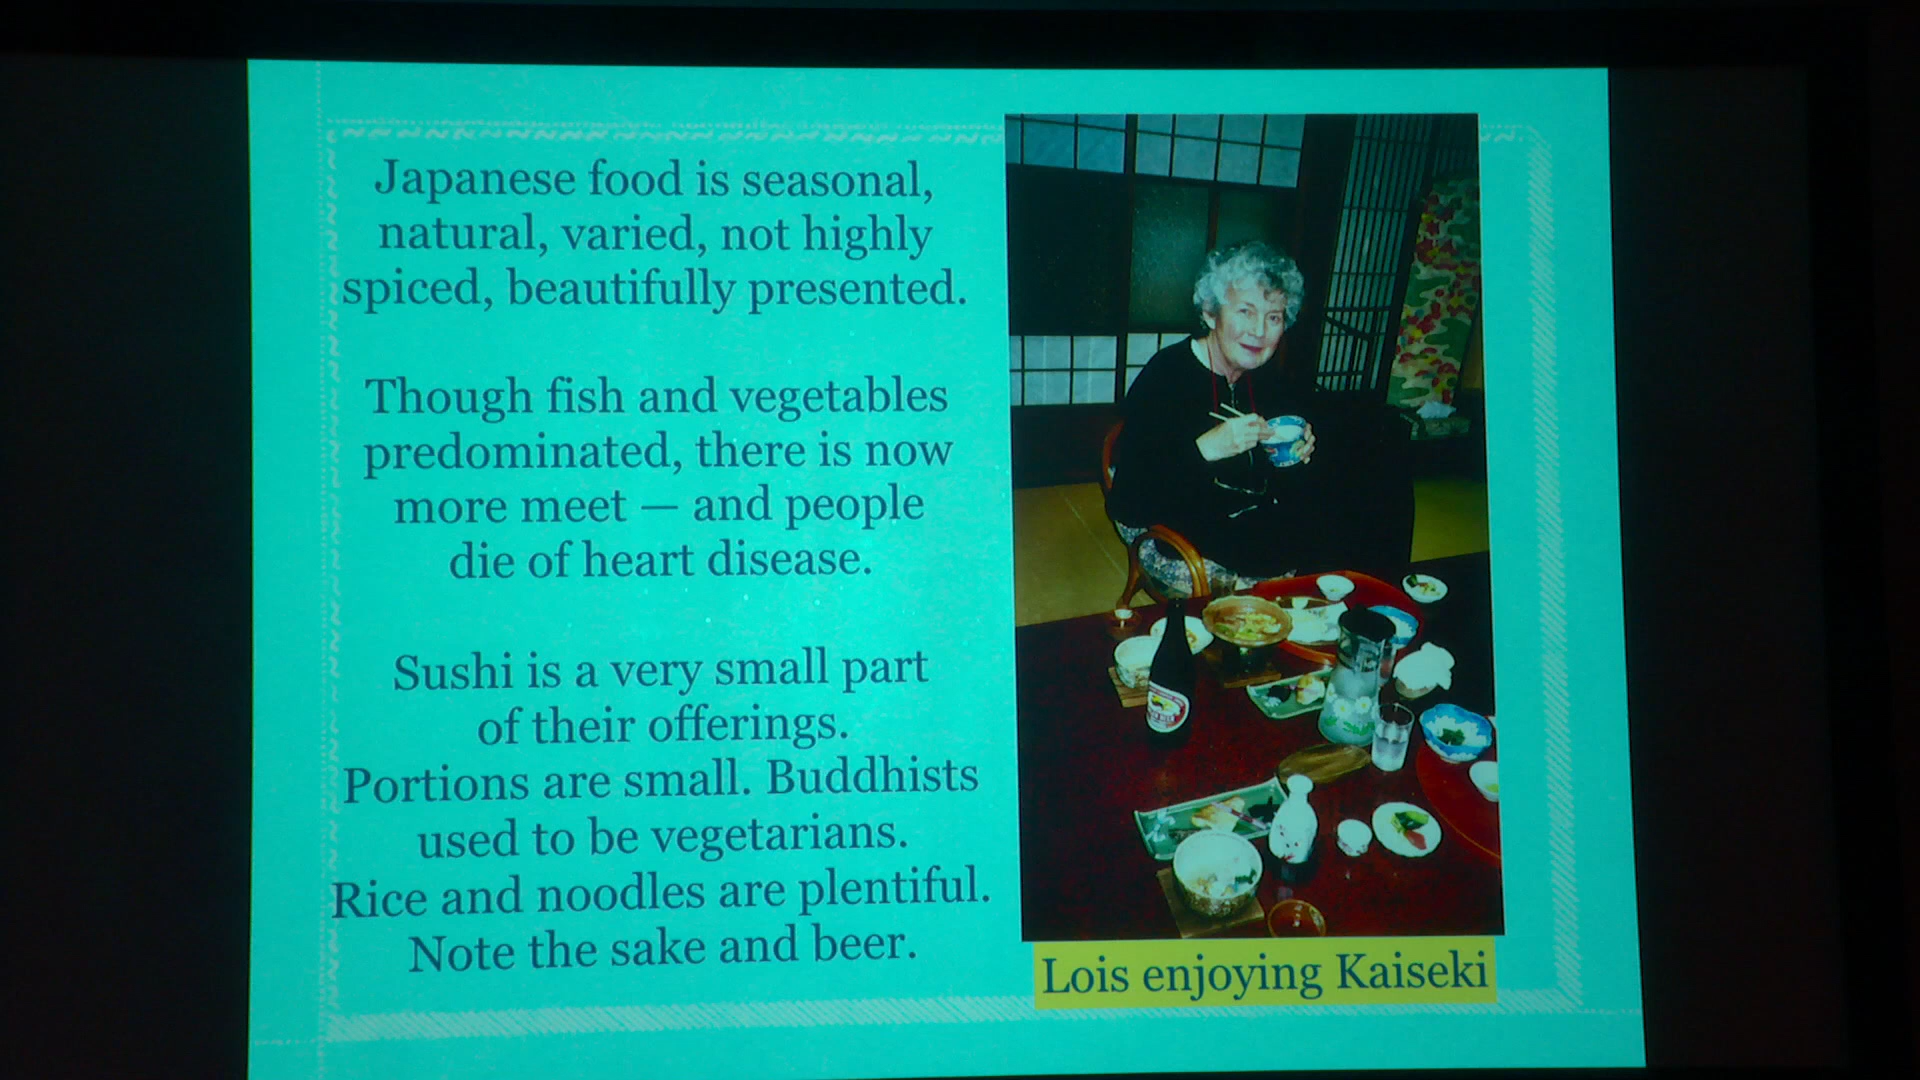 Japanese food is seasonal,
natural, varied, not highly
spiced, beautifully presented.
Though fish and vegetables
predominated, there is now
more meet — and people
die of heart disease.
Sushi is a very small part
of their offerings.
Portions are small. Buddhists
used to be vegetarians.
Rice and noodles are plentiful.
Note the sake and beer.
Lois enjoying Kaiseki